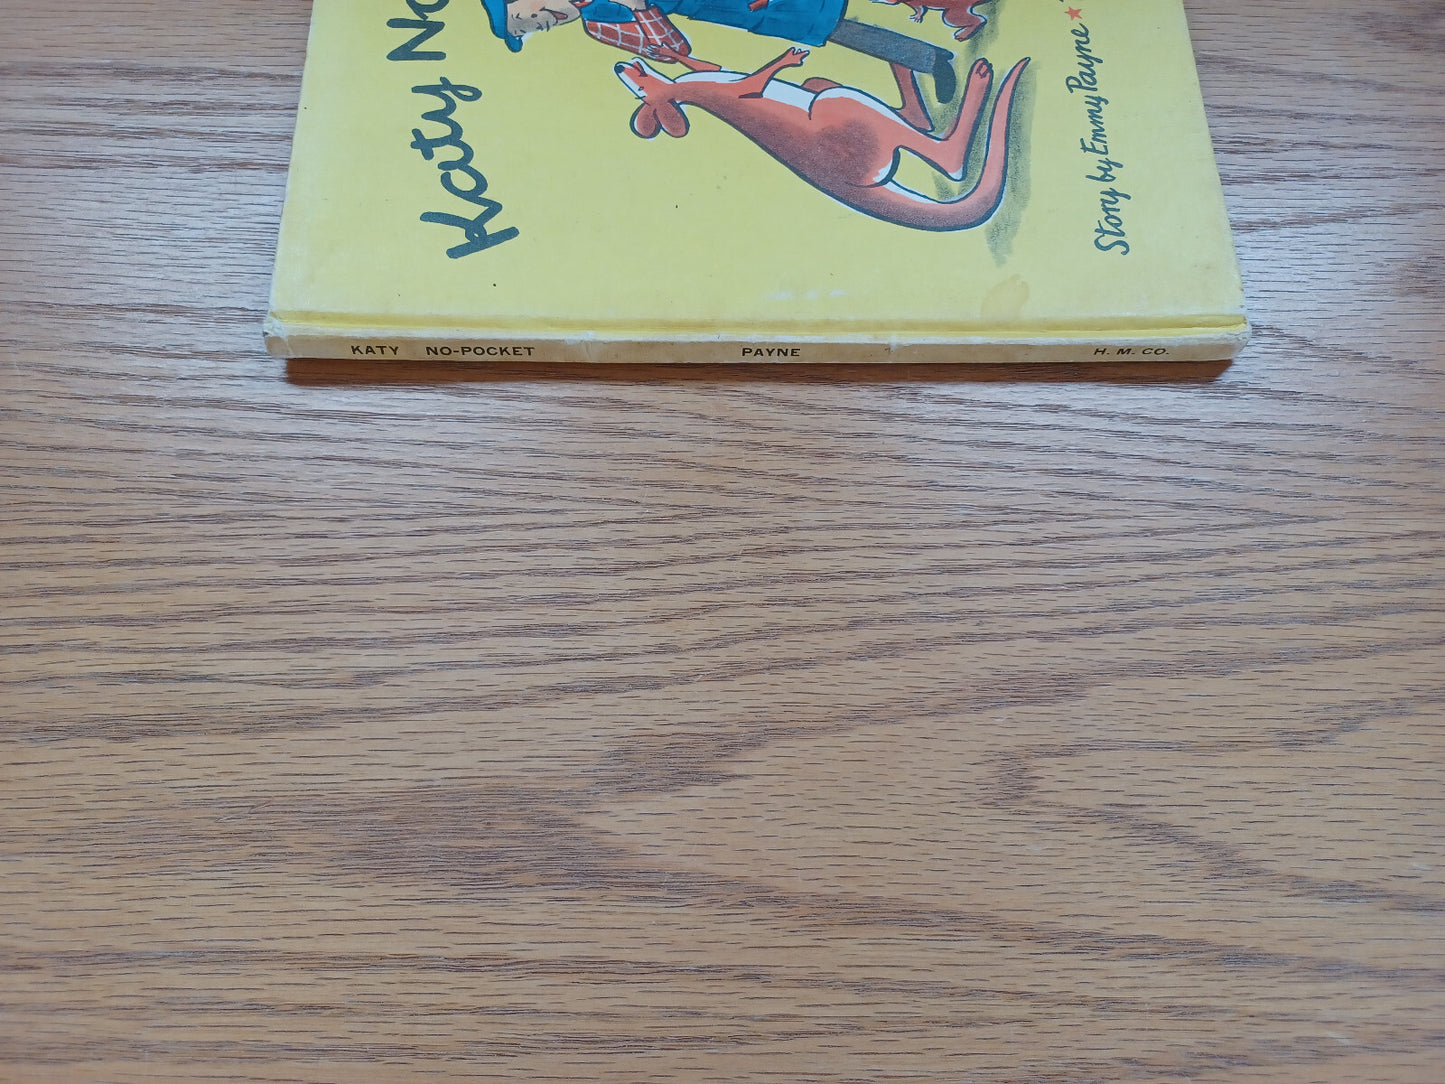 Katy No
Story by Emmy Payne ★
KATY NO-POCKET PAYNE H. M. CO.